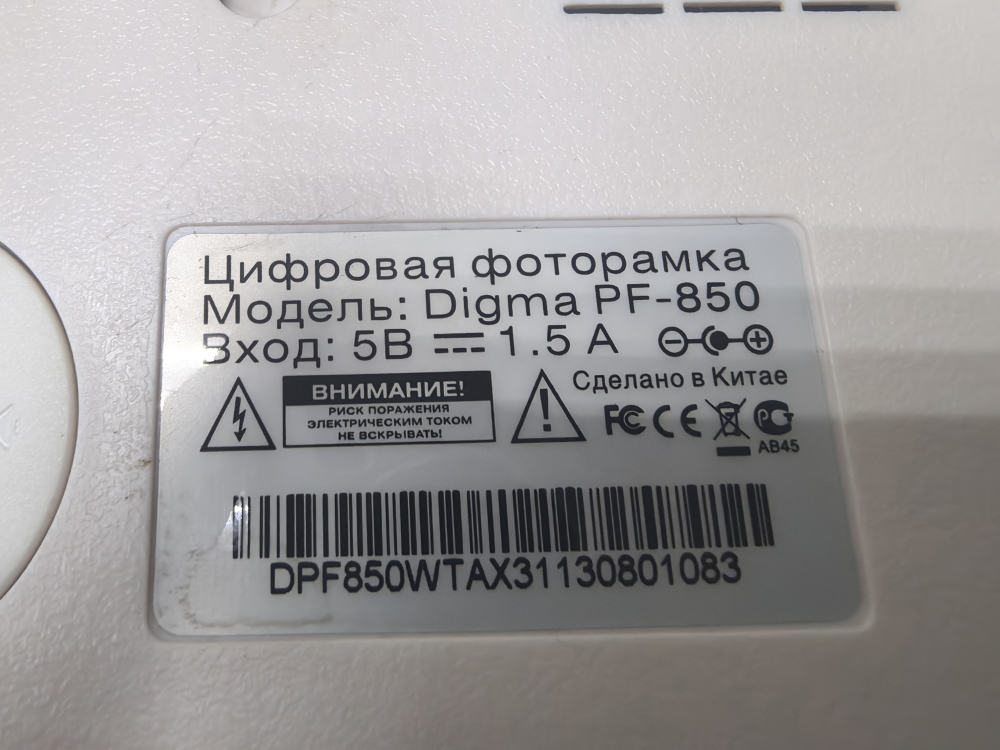 Цифровая фоторамка
Модель: Digma PF-850
Вход: 5В ⎓ 1.5 А
ВНИМАНИЕ!
РИСК ПОРАЖЕНИЯ
ЭЛЕКТРИЧЕСКИМ ТОКОМ
НЕ ВСКРЫВАТЬ!
Сделано в Китае
FC CE РСТ
АВ45
DPF850WTAX31130801083